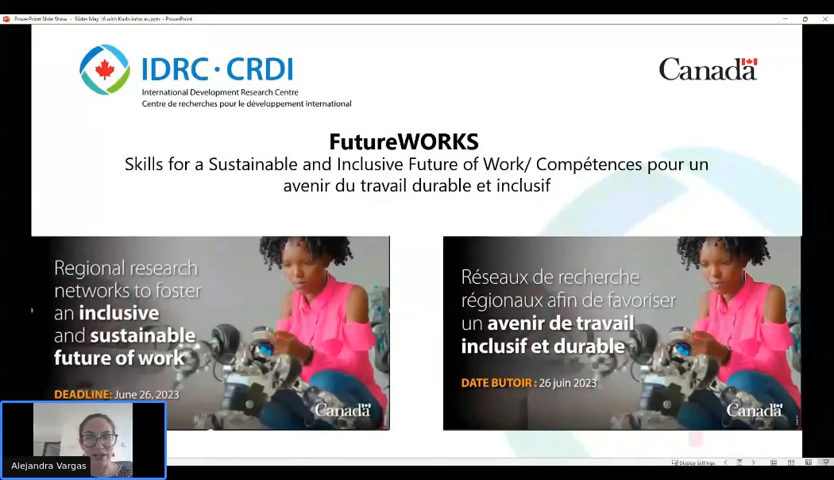 IDRC · CRDI
International Development Research Centre
Centre de recherches pour le développement international
Canada
FutureWORKS
Skills for a Sustainable and Inclusive Future of Work/ Compétences pour un
avenir du travail durable et inclusif
Regional research
networks to foster
an inclusive
and sustainable
future of work
DEADLINE: June 26, 2023
Canada
Réseaux de recherche
régionaux afin de favoriser
un avenir de travail
inclusif et durable
DATE BUTOIR : 26 juin 2023
Canada
Alejandra Vargas
Display Settings